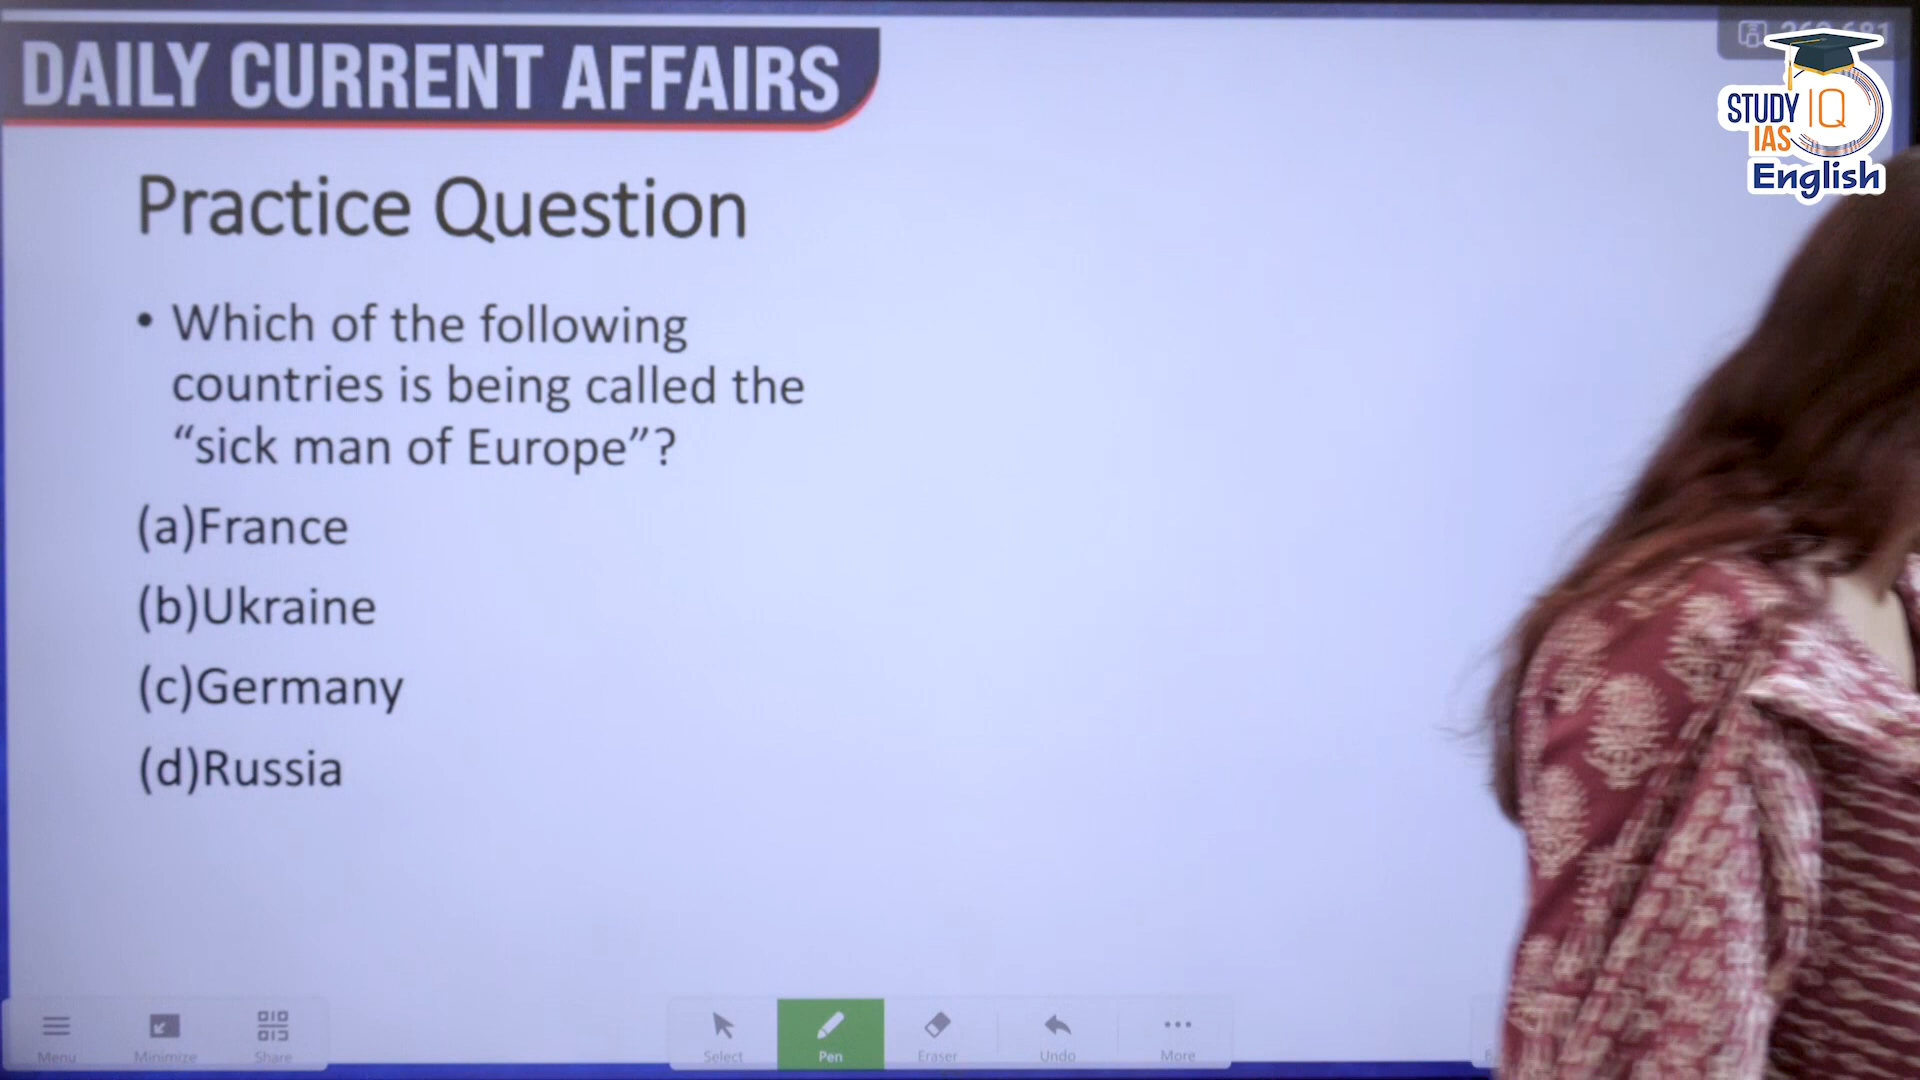 DAILY CURRENT AFFAIRS
STUDY IQ
IAS
English
Practice Question
• Which of the following
countries is being called the
“sick man of Europe”?
(a)France
(b)Ukraine
(c)Germany
(d)Russia
Menu
Minimize
Share
Select
Pen
Eraser
Undo
More